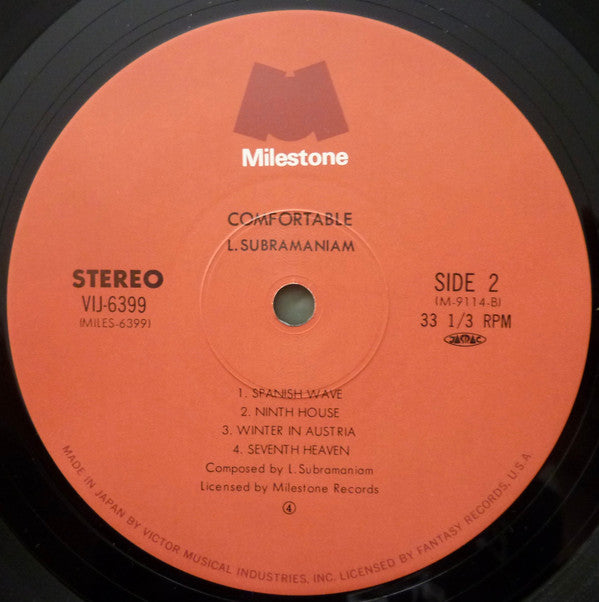 Milestone
COMFORTABLE
L. SUBRAMANIAM
STEREO
VIJ-6399
(MILES-6399)
SIDE 2
(M-9114-B)
33 1/3 RPM
JASRAC
1. SPANISH WAVE
2. NINTH HOUSE
3. WINTER IN AUSTRIA
4. SEVENTH HEAVEN
Composed by L. Subramaniam
Licensed by Milestone Records
④
MADE IN JAPAN BY VICTOR MUSICAL INDUSTRIES, INC. LICENSED BY FANTASY RECORDS, U.S.A